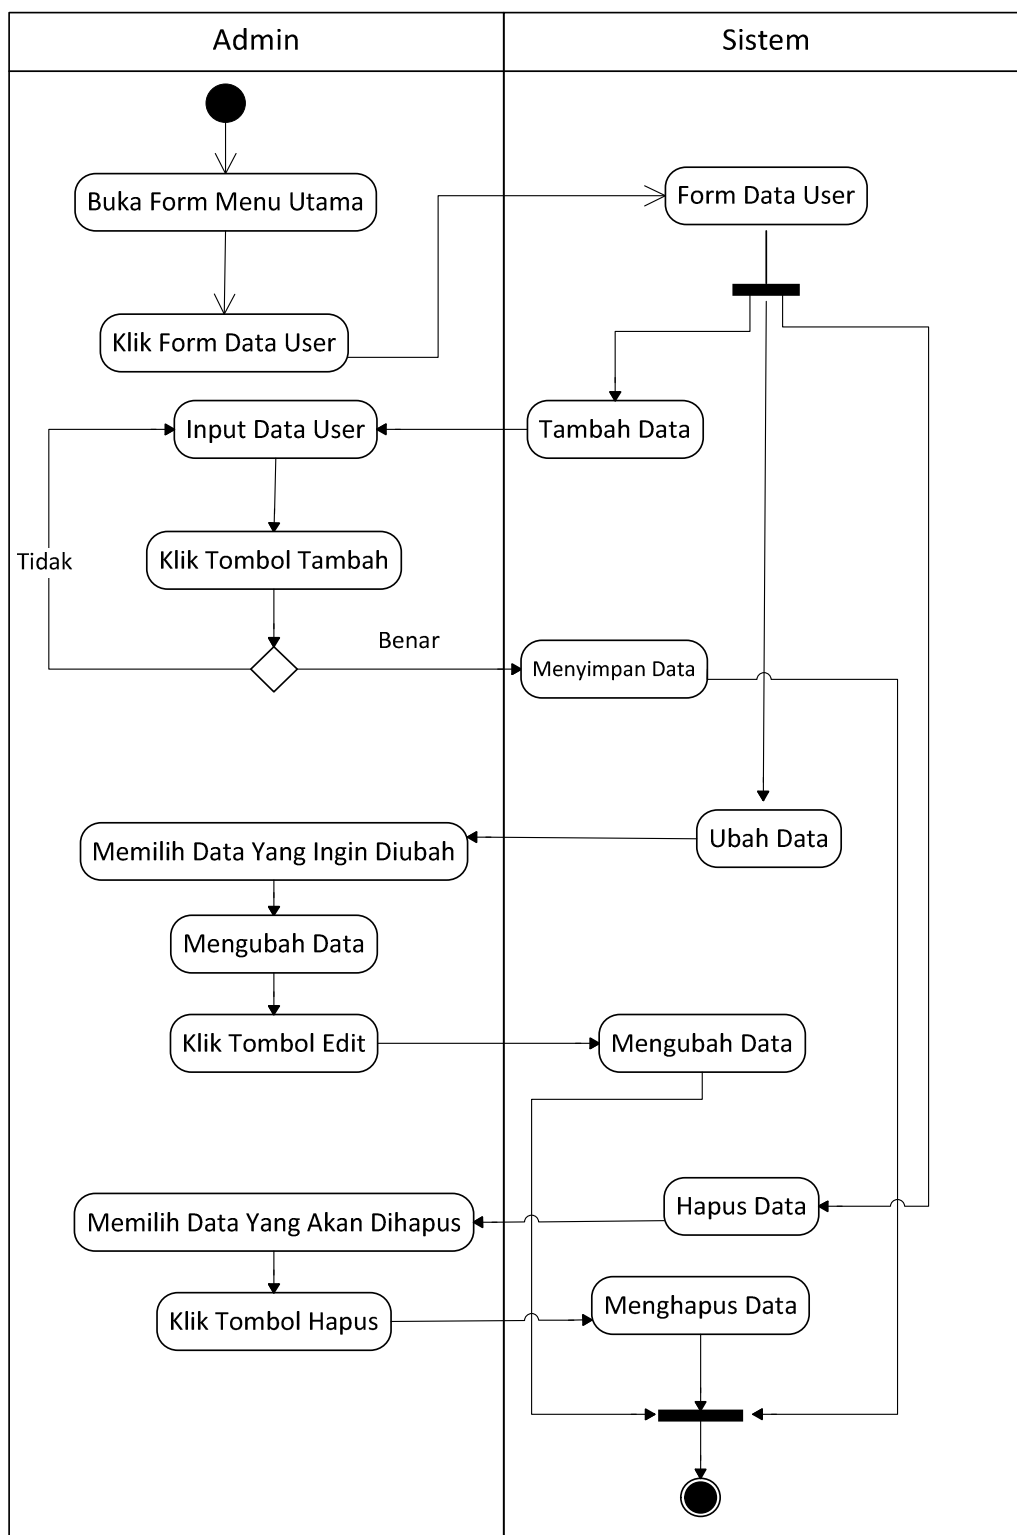 Admin
Sistem
Buka Form Menu Utama
Form Data User
Klik Form Data User
Input Data User
Tambah Data
Tidak
Klik Tombol Tambah
Benar
Menyimpan Data
Ubah Data
Memilih Data Yang Ingin Diubah
Mengubah Data
Klik Tombol Edit
Mengubah Data
Hapus Data
Memilih Data Yang Akan Dihapus
Menghapus Data
Klik Tombol Hapus